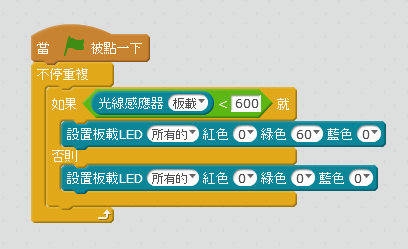 當 被點一下
不停重複
如果 光線感應器 板載 < 600 就
設置板載LED 所有的 紅色 0 綠色 60 藍色 0
否則
設置板載LED 所有的 紅色 0 綠色 0 藍色 0